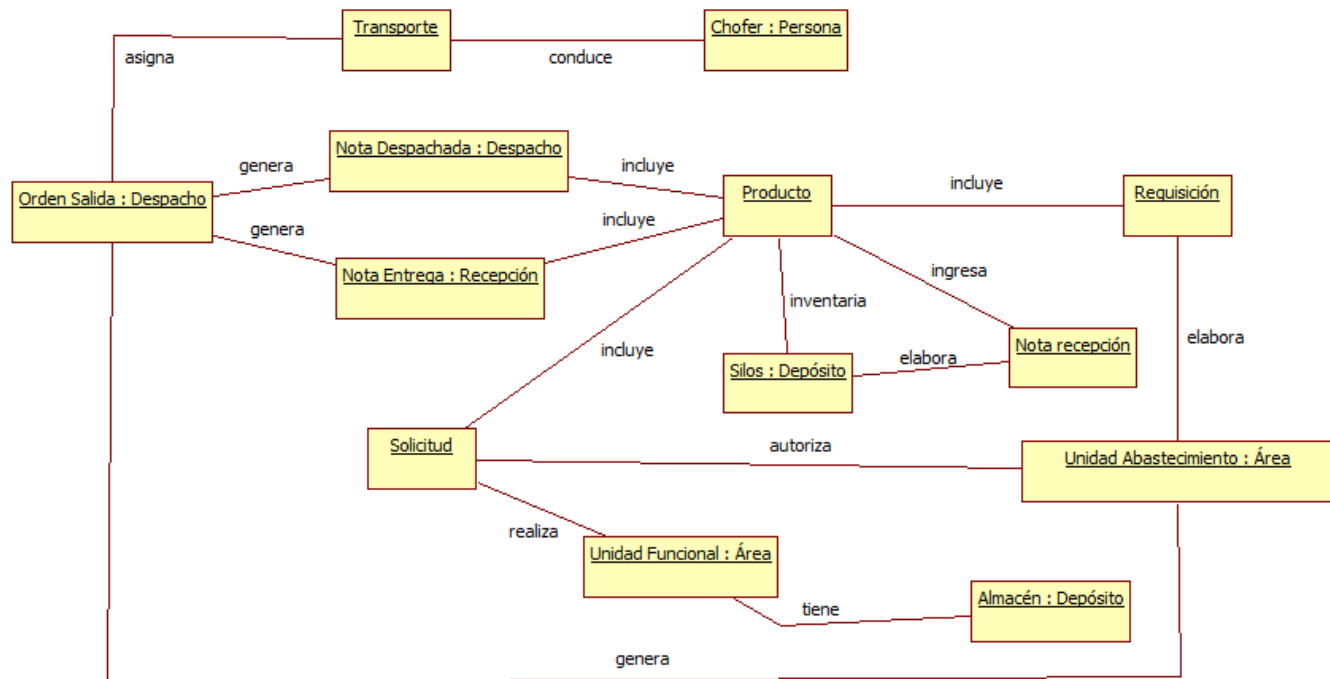 Transporte
Chofer : Persona
asigna
conduce
Nota Despachada : Despacho
genera
incluye
Orden Salida : Despacho
Producto
incluye
Requisición
genera
incluye
Nota Entrega : Recepción
ingresa
inventaria
elabora
Nota recepción
incluye
Silos : Depósito
elabora
Solicitud
autoriza
Unidad Abastecimiento : Área
realiza
Unidad Funcional : Área
Almacén : Depósito
tiene
genera